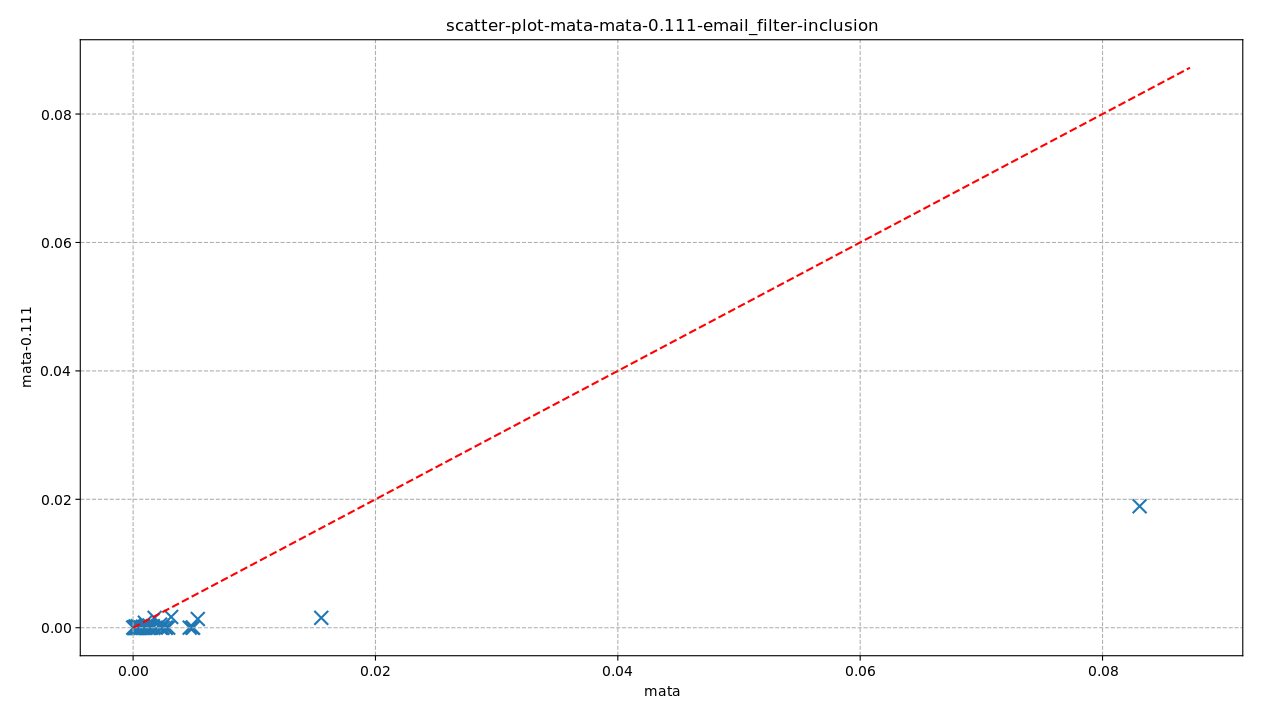 scatter-plot-mata-mata-0.111-email_filter-inclusion
0.08
0.06
0.04
0.02
0.00
mata-0.111
0.00 0.02 0.04 0.06 0.08
mata